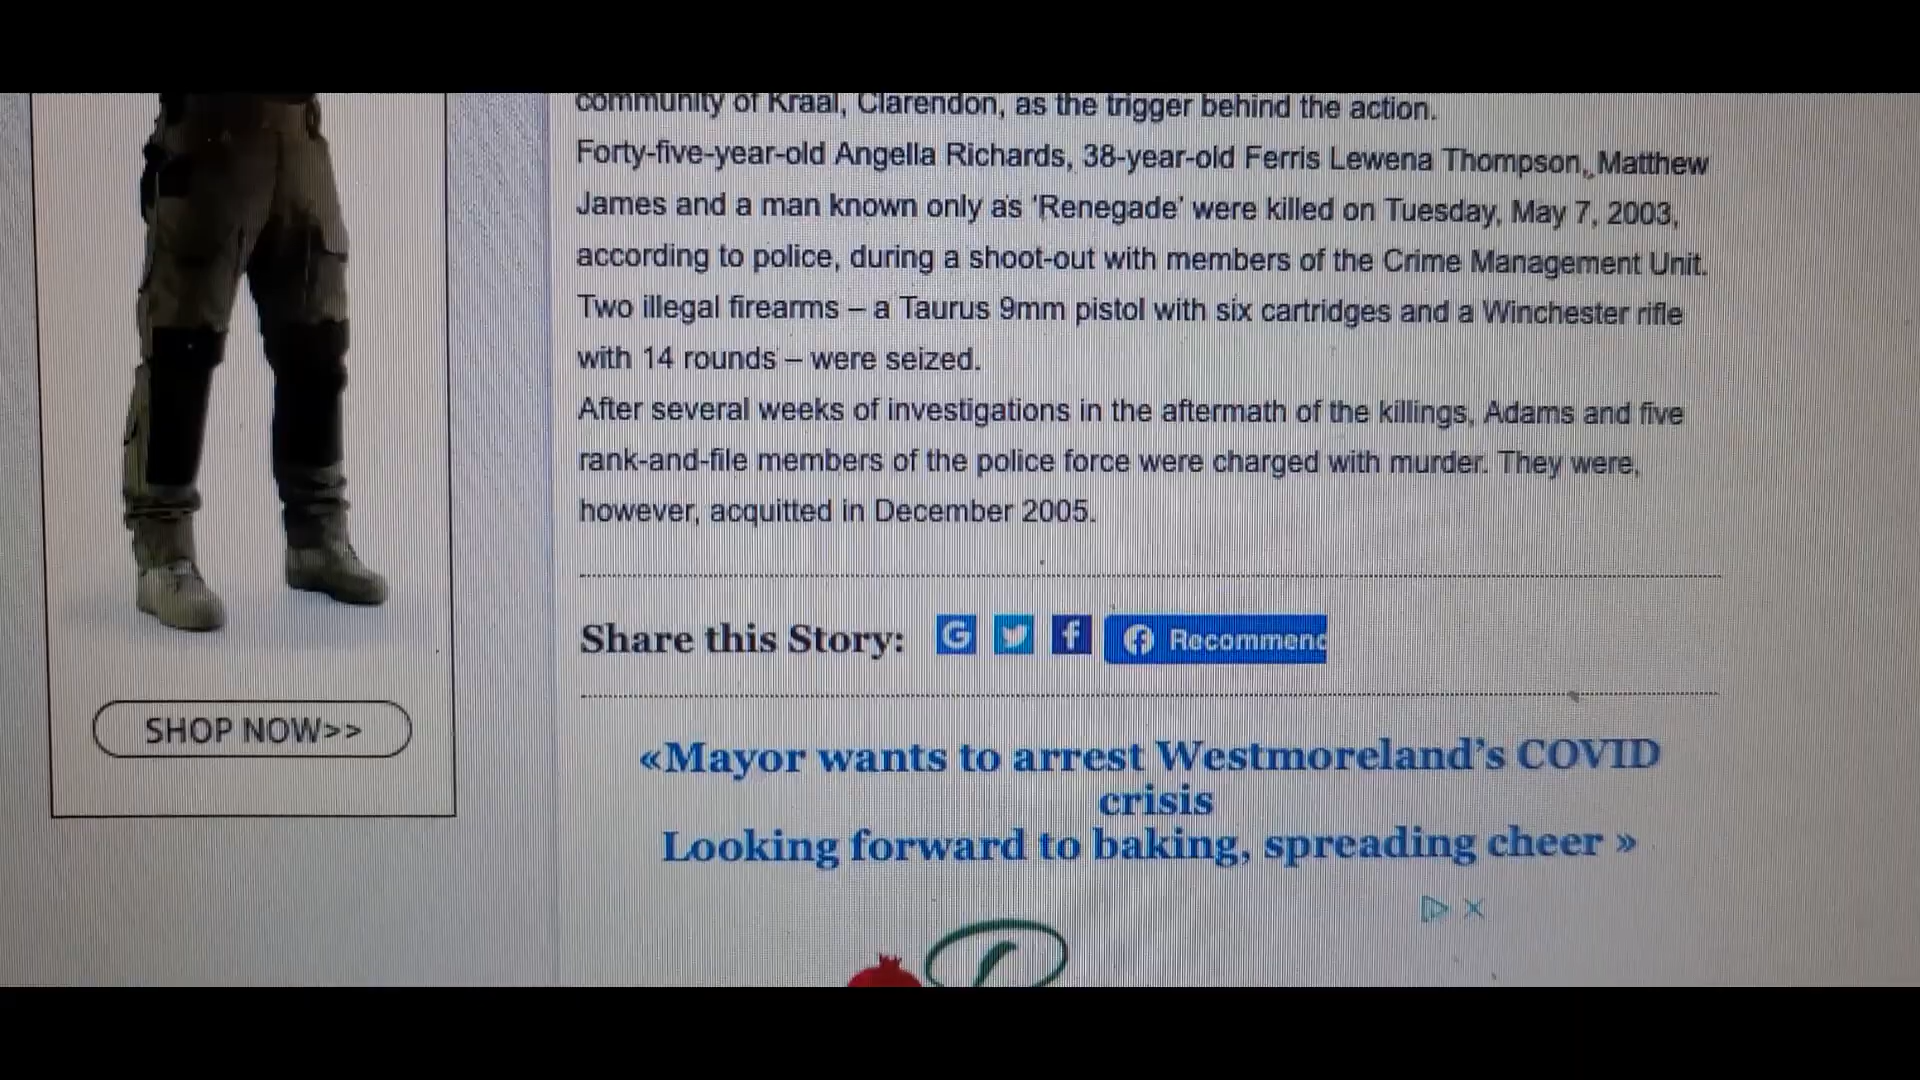 community of Kraal, Clarendon, as the trigger behind the action.
Forty-five-year-old Angella Richards, 38-year-old Ferris Lewena Thompson, Matthew
James and a man known only as 'Renegade' were killed on Tuesday, May 7, 2003,
according to police, during a shoot-out with members of the Crime Management Unit.
Two illegal firearms – a Taurus 9mm pistol with six cartridges and a Winchester rifle
with 14 rounds – were seized.
After several weeks of investigations in the aftermath of the killings, Adams and five
rank-and-file members of the police force were charged with murder. They were,
however, acquitted in December 2005.
Share this Story: G f Recommend
SHOP NOW>>
«Mayor wants to arrest Westmoreland's COVID
crisis
Looking forward to baking, spreading cheer »